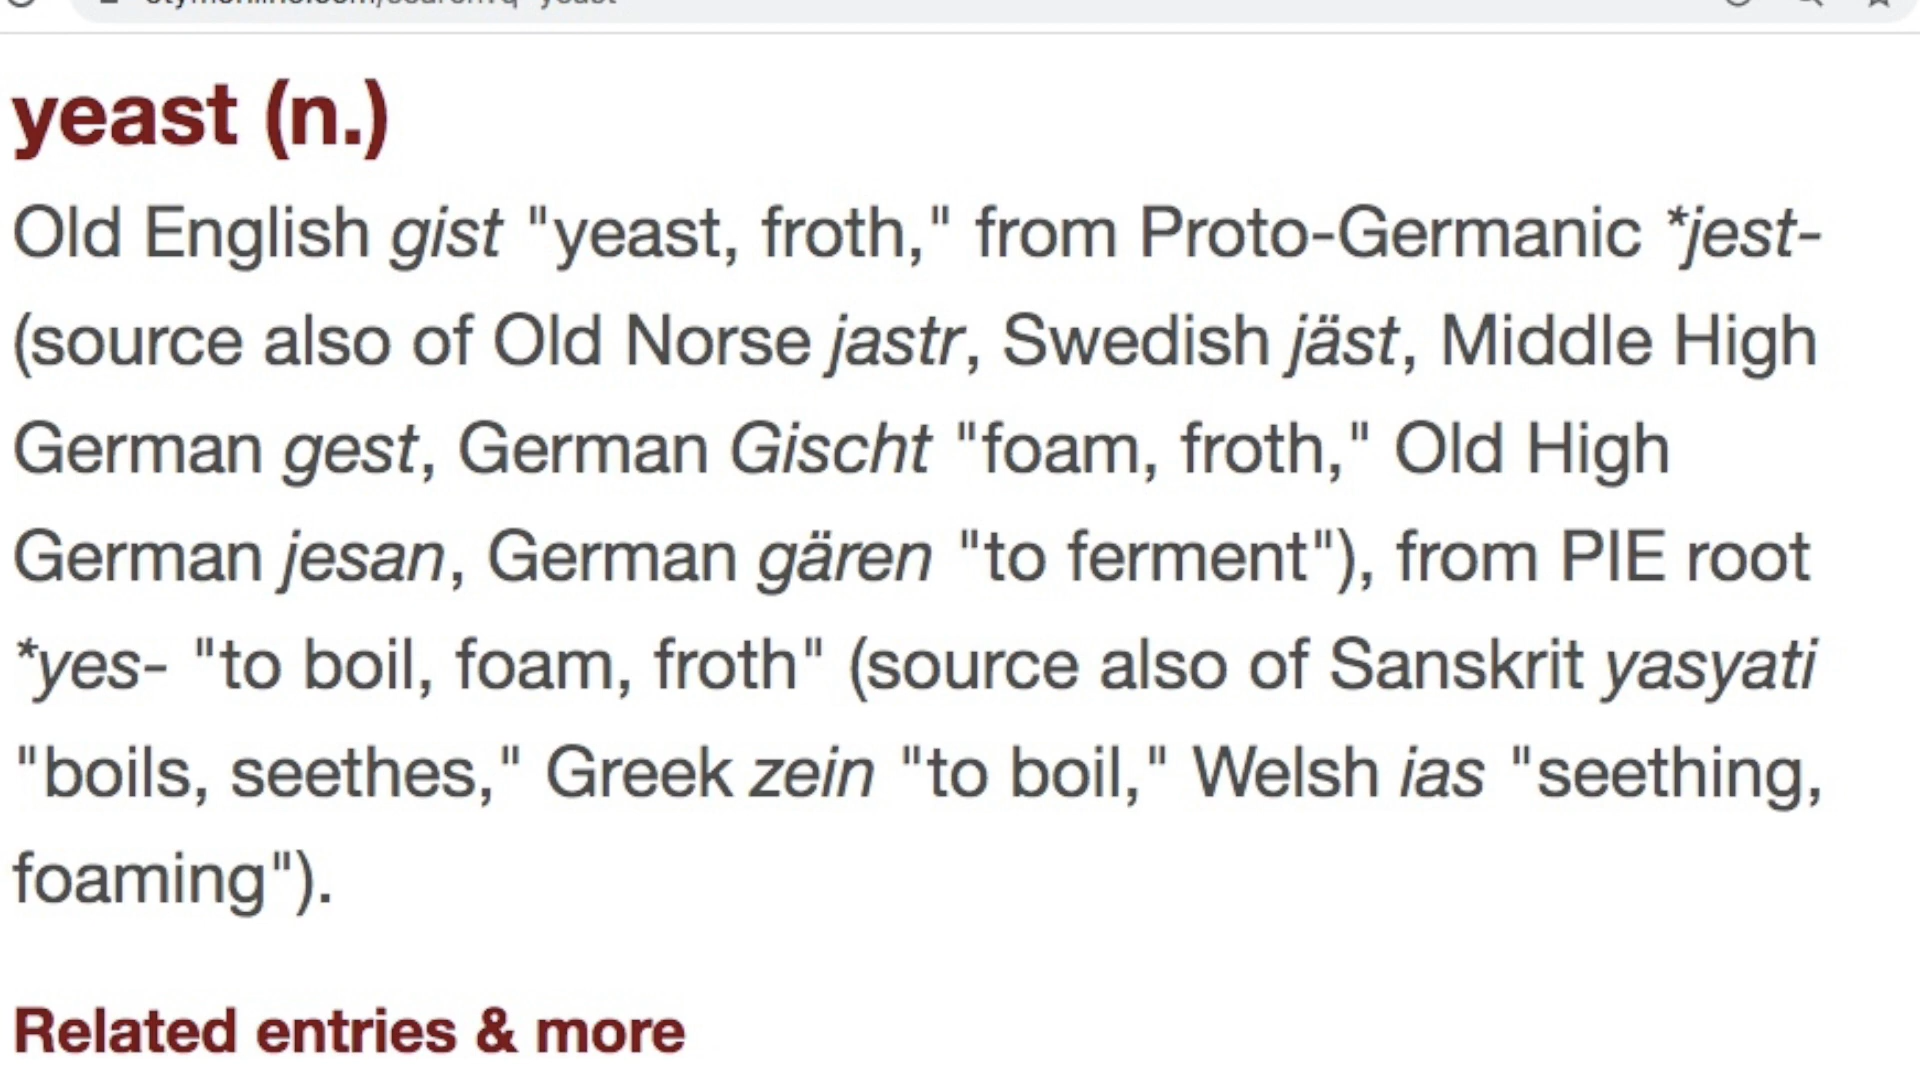 yeast (n.)
Old English gist "yeast, froth," from Proto-Germanic *jest-
(source also of Old Norse jastr, Swedish jäst, Middle High
German gest, German Gischt "foam, froth," Old High
German jesan, German gären "to ferment"), from PIE root
*yes- "to boil, foam, froth" (source also of Sanskrit yasyati
"boils, seethes," Greek zein "to boil," Welsh ias "seething,
foaming").
Related entries & more